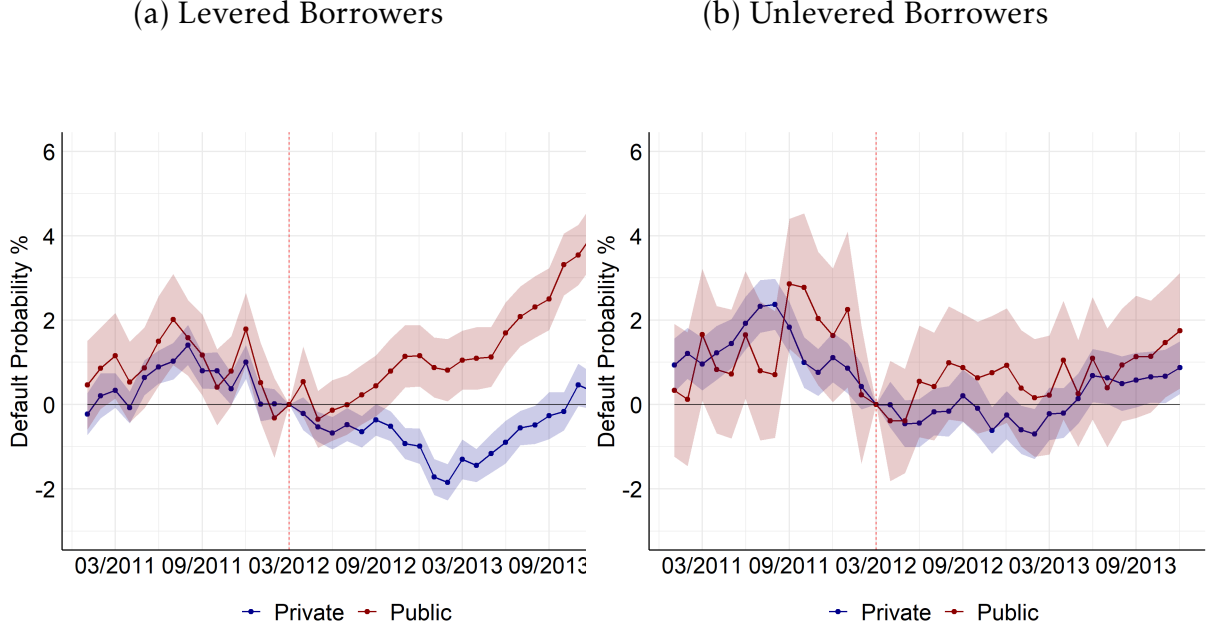 (a) Levered Borrowers
(b) Unlevered Borrowers
Default Probability %
6
4
2
0
-2
03/2011 09/2011 03/2012 09/2012 03/2013 09/2013
Private Public
Default Probability %
6
4
2
0
-2
03/2011 09/2011 03/2012 09/2012 03/2013 09/2013
Private Public